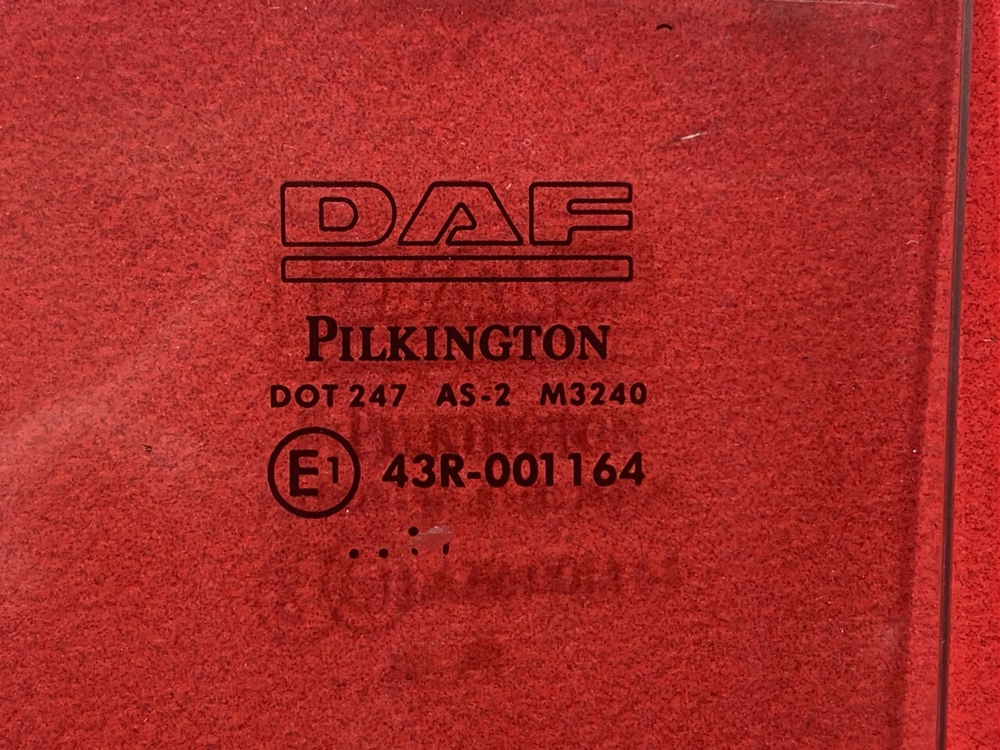 DAF
PILKINGTON
DOT 247 AS-2 M3240
E1 43R-001164